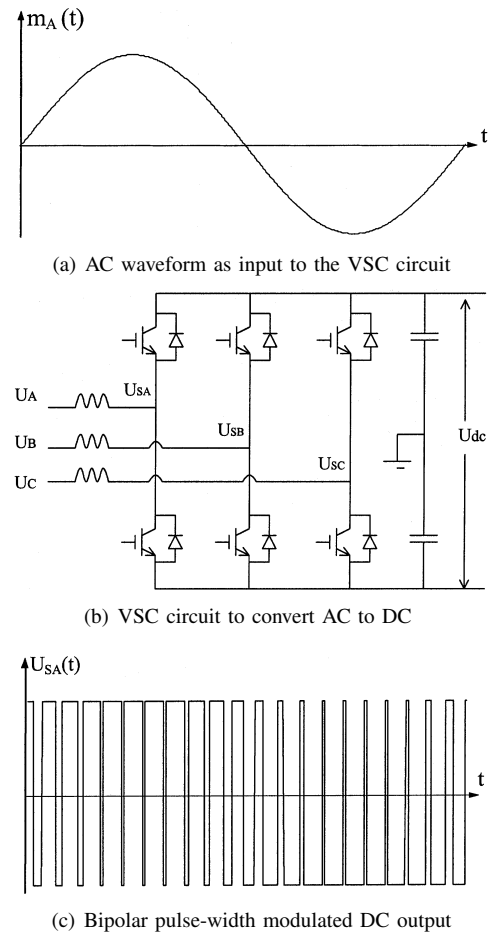 mA(t)
t
(a) AC waveform as input to the VSC circuit
UA
USA
UB
USB
UC
USC
Udc
(b) VSC circuit to convert AC to DC
USA(t)
t
(c) Bipolar pulse-width modulated DC output